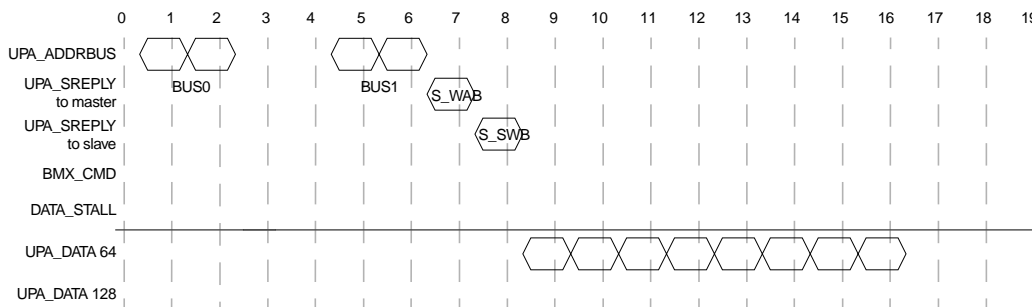 0 1 2 3 4 5 6 7 8 9 10 11 12 13 14 15 16 17 18 19
UPA_ADDRBUS
BUS0 BUS1
UPA_SREPLY
to master
S_WAB
UPA_SREPLY
to slave
S_SWB
BMX_CMD
DATA_STALL
UPA_DATA 64
UPA_DATA 128